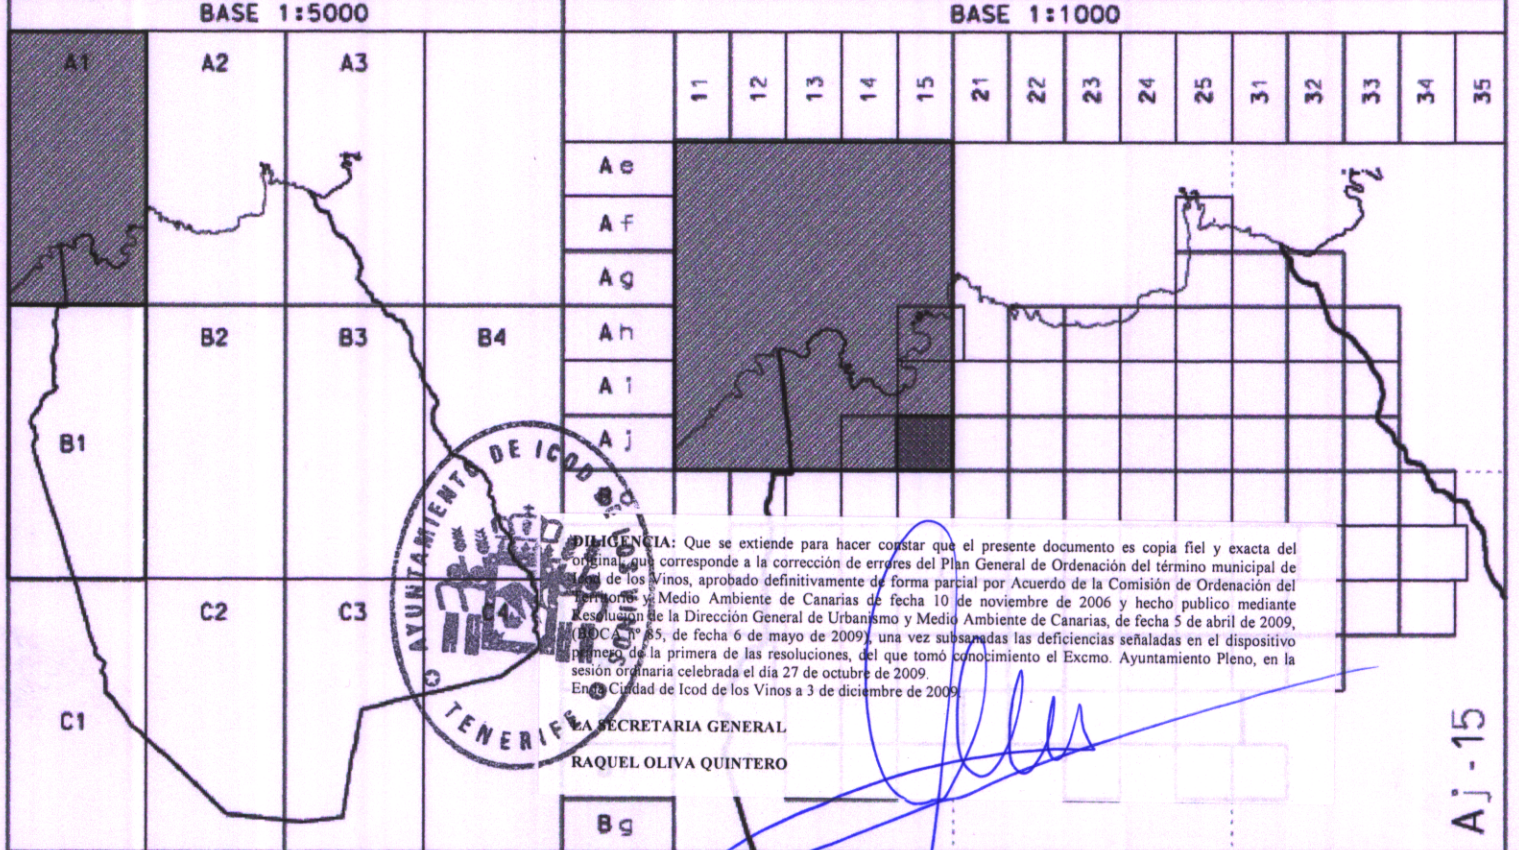 BASE 1:5000
BASE 1:1000
A1
A2
A3
11
12
13
14
15
21
22
23
24
25
31
32
33
34
35
A e
A f
A g
A h
A i
A j
B2
B3
B4
B1
C2
C3
C4
C1
B g
AYUNTAMIENTO DE ICOD DE LOS VINOS
TENERIFE
DILIGENCIA: Que se extiende para hacer constar que el presente documento es copia fiel y exacta del
original, que corresponde a la corrección de errores del Plan General de Ordenación del término municipal de
Icod de los Vinos, aprobado definitivamente de forma parcial por Acuerdo de la Comisión de Ordenación del
Territorio y Medio Ambiente de Canarias de fecha 10 de noviembre de 2006 y hecho publico mediante
Resolución de la Dirección General de Urbanismo y Medio Ambiente de Canarias, de fecha 5 de abril de 2009,
(BOCA nº 85, de fecha 6 de mayo de 2009), una vez subsanadas las deficiencias señaladas en el dispositivo
primero de la primera de las resoluciones, del que tomó conocimiento el Excmo. Ayuntamiento Pleno, en la
sesión ordinaria celebrada el día 27 de octubre de 2009.
En la Ciudad de Icod de los Vinos a 3 de diciembre de 2009
LA SECRETARIA GENERAL
RAQUEL OLIVA QUINTERO
Aj - 15